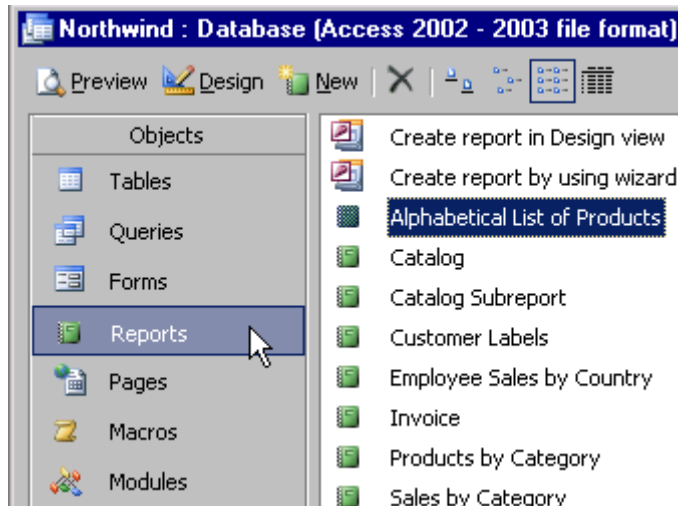 Northwind : Database (Access 2002 - 2003 file format)
Preview Design New
Objects
Tables
Queries
Forms
Reports
Pages
Macros
Modules
Create report in Design view
Create report by using wizard
Alphabetical List of Products
Catalog
Catalog Subreport
Customer Labels
Employee Sales by Country
Invoice
Products by Category
Sales by Category